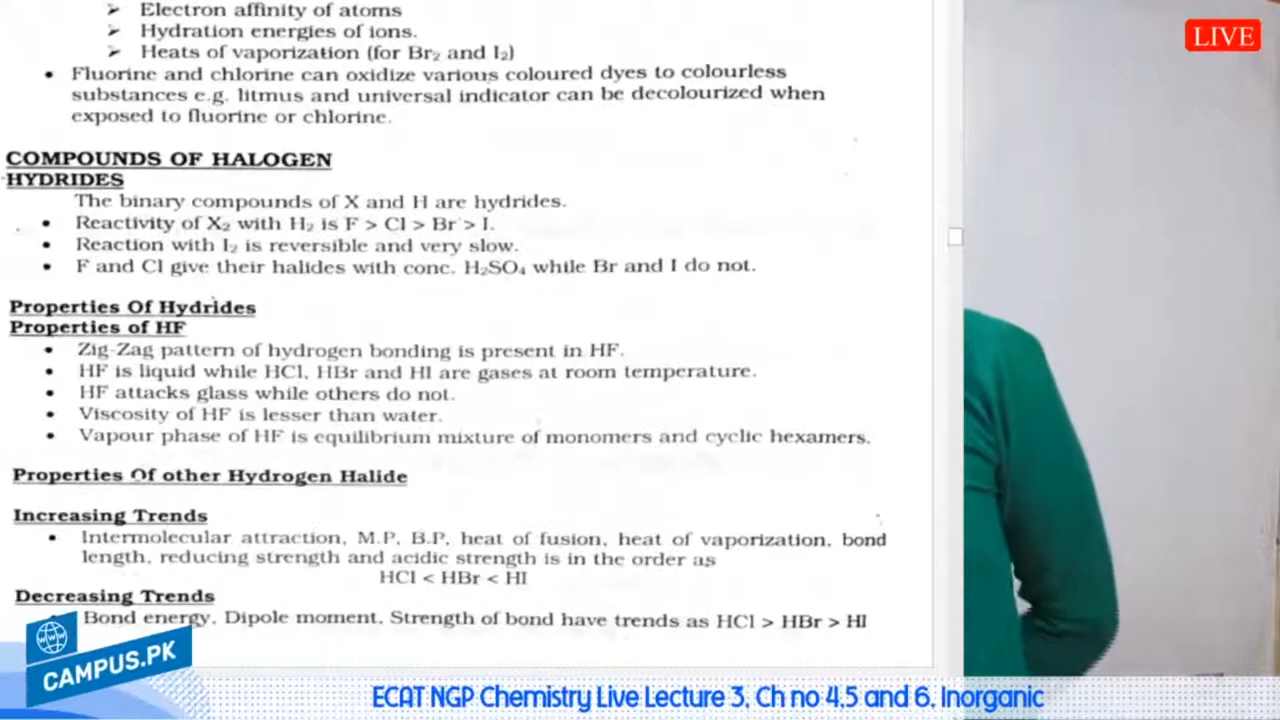 ➢ Electron affinity of atoms
➢ Hydration energies of ions.
➢ Heats of vaporization (for Br₂ and I₂)
• Fluorine and chlorine can oxidize various coloured dyes to colourless
substances e.g. litmus and universal indicator can be decolourized when
exposed to fluorine or chlorine.
COMPOUNDS OF HALOGEN
HYDRIDES
The binary compounds of X and H are hydrides.
• Reactivity of X₂ with H₂ is F > Cl > Br > I.
• Reaction with I₂ is reversible and very slow.
• F and Cl give their halides with conc. H₂SO₄ while Br and I do not.
Properties Of Hydrides
Properties of HF
• Zig-Zag pattern of hydrogen bonding is present in HF.
• HF is liquid while HCl, HBr and HI are gases at room temperature.
• HF attacks glass while others do not.
• Viscosity of HF is lesser than water.
• Vapour phase of HF is equilibrium mixture of monomers and cyclic hexamers.
Properties Of other Hydrogen Halide
Increasing Trends
• Intermolecular attraction, M.P, B.P, heat of fusion, heat of vaporization, bond
length, reducing strength and acidic strength is in the order as
HCl < HBr < HI
Decreasing Trends
Bond energy, Dipole moment, Strength of bond have trends as HCl > HBr > HI
LIVE
www
CAMPUS.PK
ECAT NGP Chemistry Live Lecture 3, Ch no 4,5 and 6, Inorganic